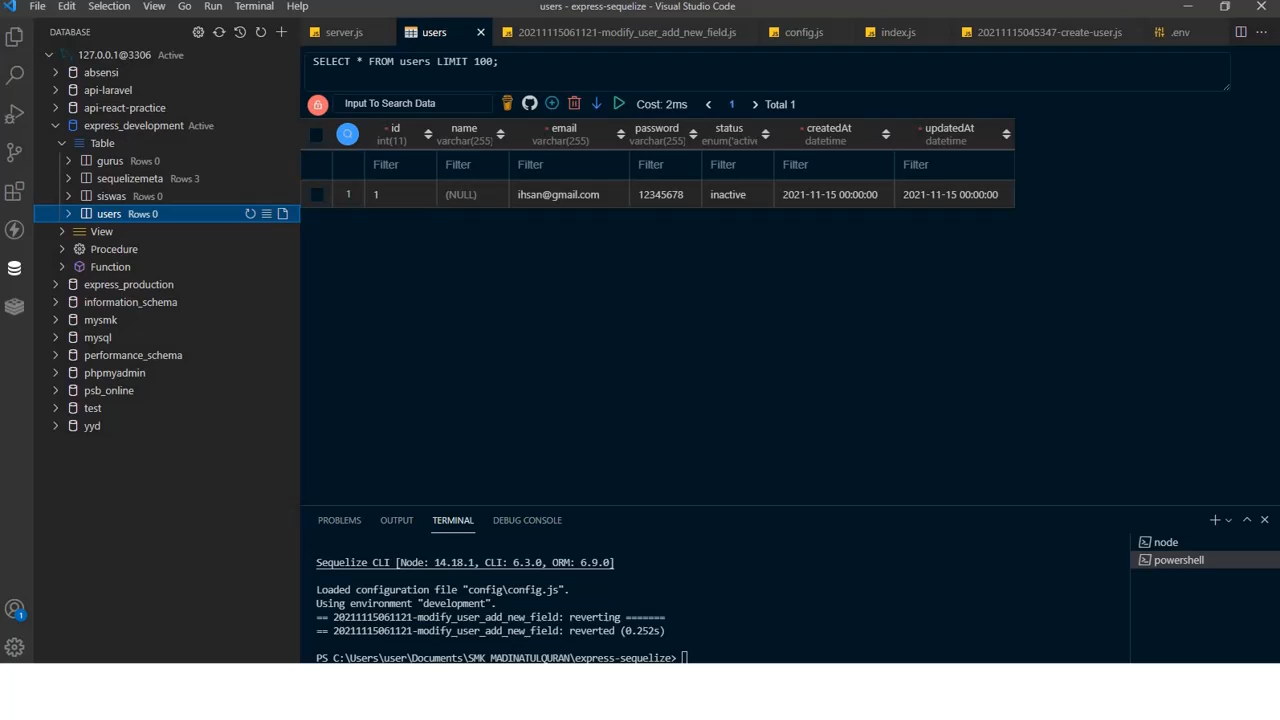 File Edit Selection View Go Run Terminal Help
users - express-sequelize - Visual Studio Code
DATABASE
127.0.0.1@3306 Active
absensi
api-laravel
api-react-practice
express_development Active
Table
gurus Rows 0
sequelizemeta Rows 3
siswas Rows 0
users Rows 0
View
Procedure
Function
express_production
information_schema
mysmk
mysql
performance_schema
phpmyadmin
psb_online
test
yyd
1
server.js users 20211115061121-modify_user_add_new_field.js config.js index.js 20211115045347-create-user.js .env
SELECT * FROM users LIMIT 100;
Input To Search Data Cost: 2ms 1 Total 1
* id name * email password status * createdAt * updatedAt
int(11) varchar(255) varchar(255) varchar(255) enum('active datetime datetime
Filter Filter Filter Filter Filter Filter Filter
1 1 (NULL) ihsan@gmail.com 12345678 inactive 2021-11-15 00:00:00 2021-11-15 00:00:00
PROBLEMS OUTPUT TERMINAL DEBUG CONSOLE
Sequelize CLI [Node: 14.18.1, CLI: 6.3.0, ORM: 6.9.0]
Loaded configuration file "config\config.js".
Using environment "development".
== 20211115061121-modify_user_add_new_field: reverting =======
== 20211115061121-modify_user_add_new_field: reverted (0.252s)
PS C:\Users\user\Documents\SMK MADINATULQURAN\express-sequelize>
node
powershell